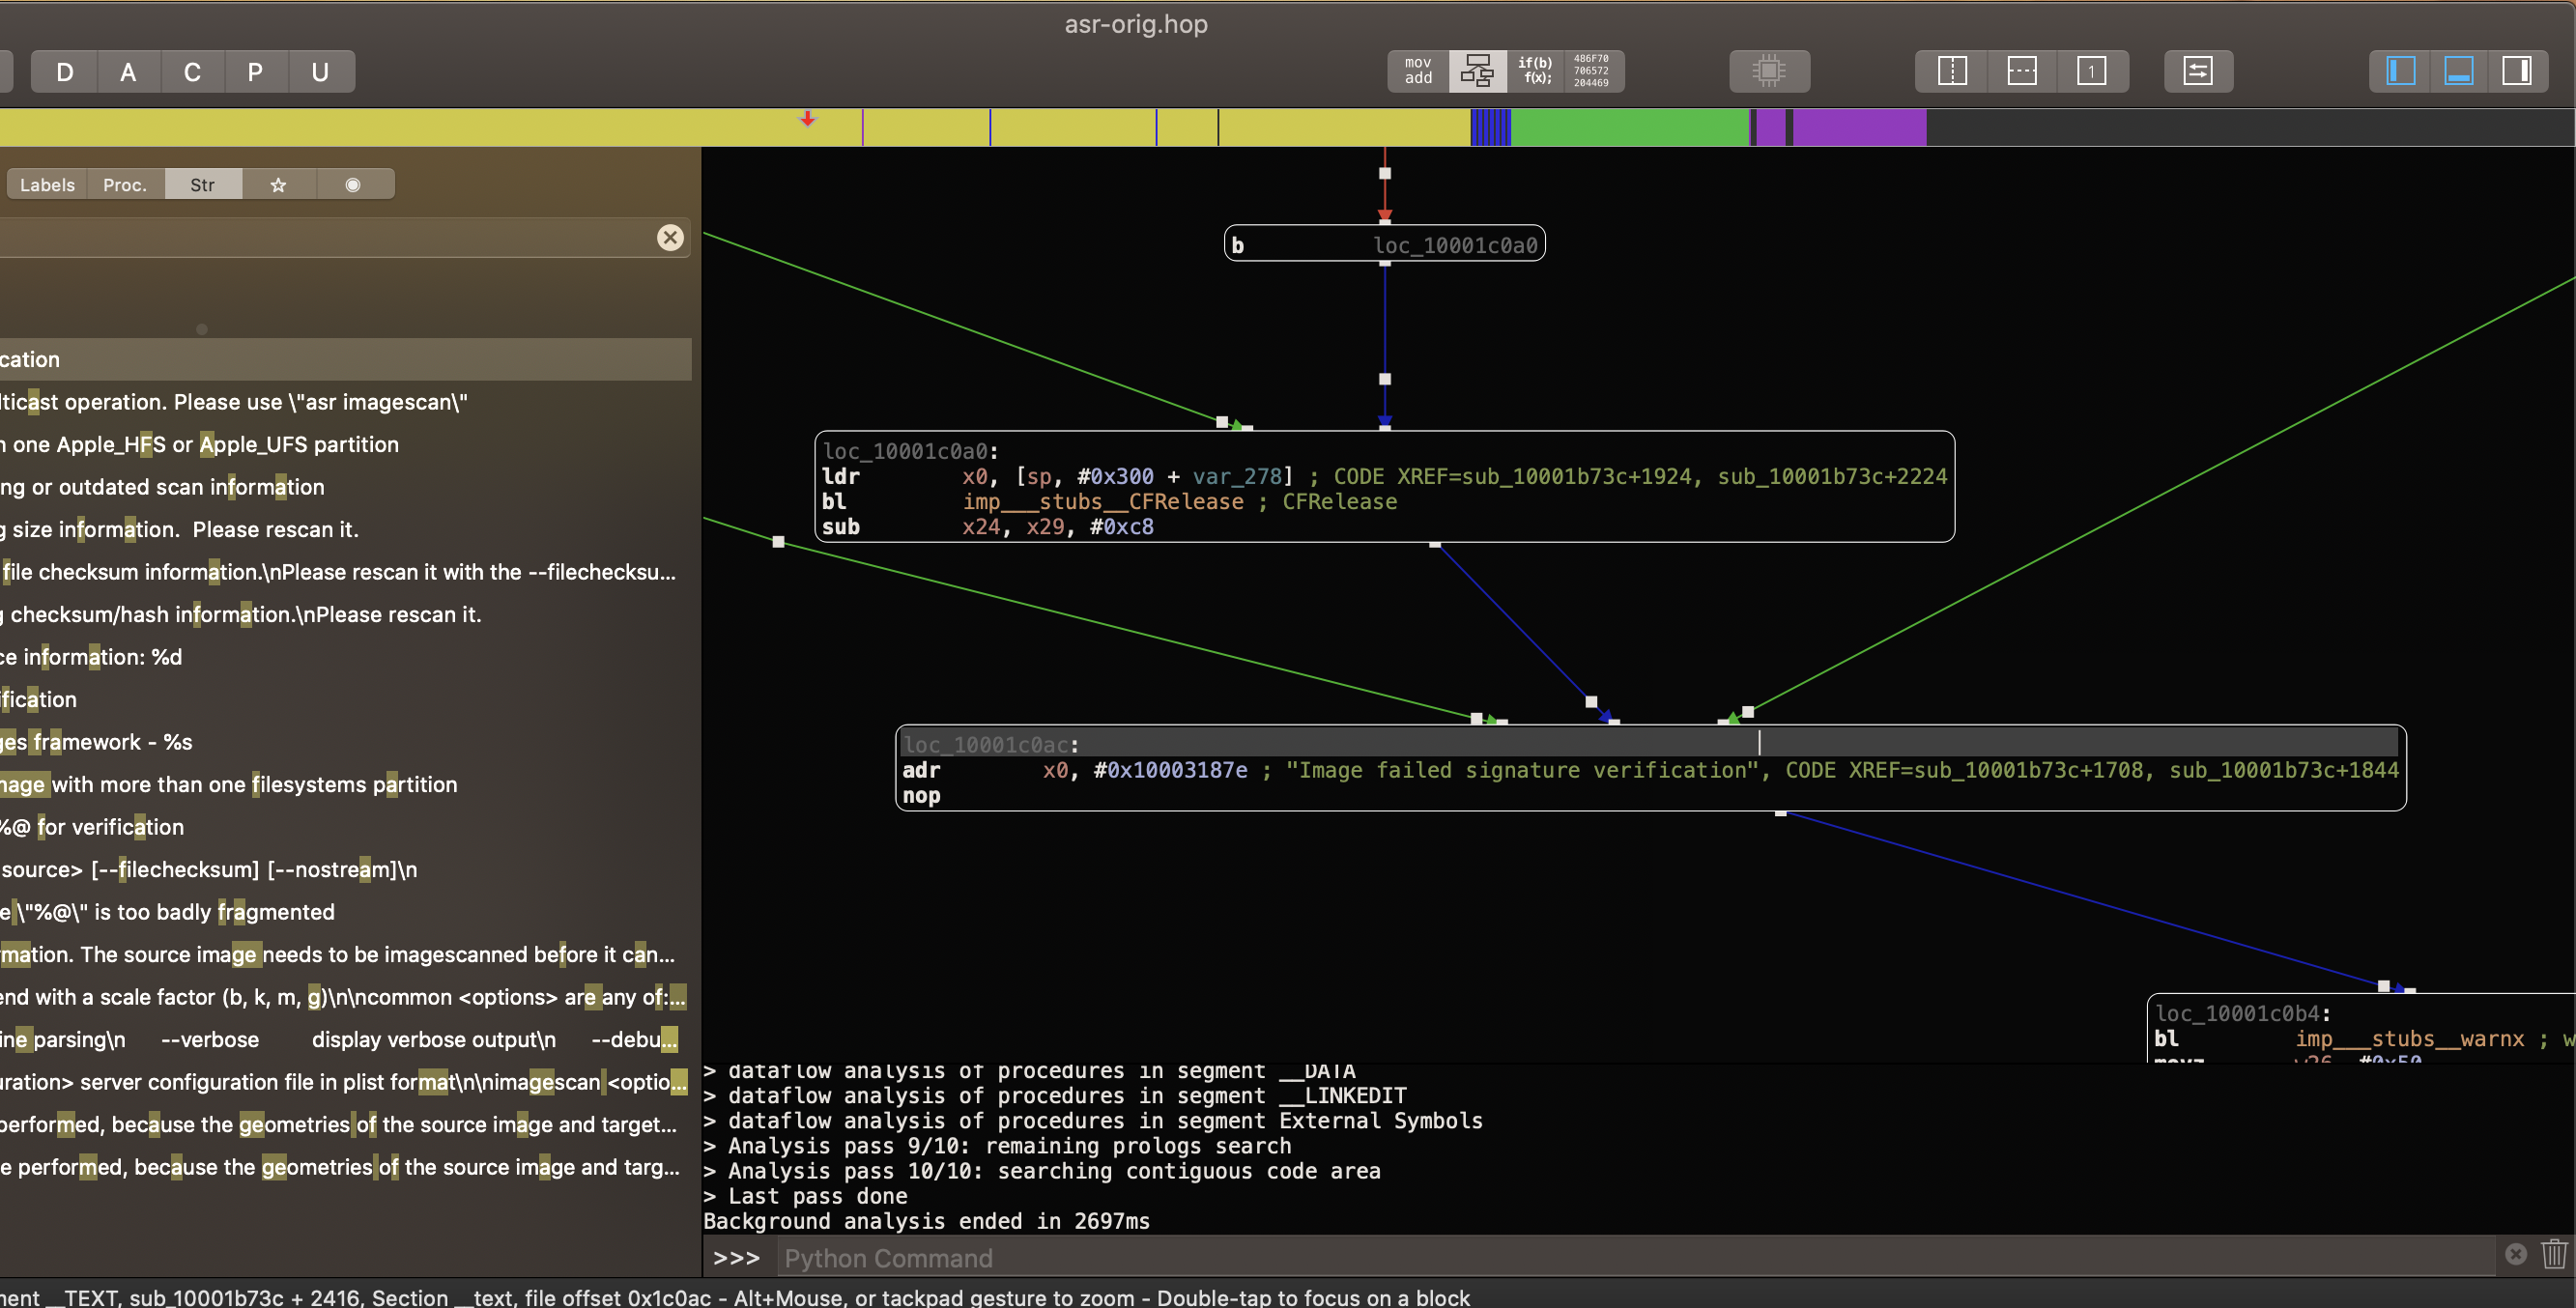 asr-orig.hop
D A C P U
mov add
if(b) f(x);
486F70 706572 204469
1
Labels Proc. Str
b loc_10001c0a0
cation
lticast operation. Please use \"asr imagescan\"
n one Apple_HFS or Apple_UFS partition
ng or outdated scan information
g size information.  Please rescan it.
file checksum information.\nPlease rescan it with the --filechecksu...
g checksum/hash information.\nPlease rescan it.
ce information: %d
ification
ges framework - %s
mage with more than one filesystems partition
%@ for verification
source> [--filechecksum] [--nostream]\n
e \"%@\" is too badly fragmented
mation. The source image needs to be imagescanned before it can...
end with a scale factor (b, k, m, g)\n\ncommon <options> are any of:...
ine parsing\n --verbose display verbose output\n --debu...
uration> server configuration file in plist format\n\nimagescan <optio...
performed, because the geometries of the source image and target...
e performed, because the geometries of the source image and targ...
loc_10001c0a0:
ldr x0, [sp, #0x300 + var_278] ; CODE XREF=sub_10001b73c+1924, sub_10001b73c+2224
bl imp___stubs__CFRelease ; CFRelease
sub x24, x29, #0xc8
loc_10001c0ac:
adr x0, #0x10003187e ; "Image failed signature verification", CODE XREF=sub_10001b73c+1708, sub_10001b73c+1844
nop
loc_10001c0b4:
bl imp___stubs__warnx ; w
> dataflow analysis of procedures in segment __DATA
> dataflow analysis of procedures in segment __LINKEDIT
> dataflow analysis of procedures in segment External Symbols
> Analysis pass 9/10: remaining prologs search
> Analysis pass 10/10: searching contiguous code area
> Last pass done
Background analysis ended in 2697ms
>>> Python Command
ment __TEXT, sub_10001b73c + 2416, Section __text, file offset 0x1c0ac - Alt+Mouse, or tackpad gesture to zoom - Double-tap to focus on a block